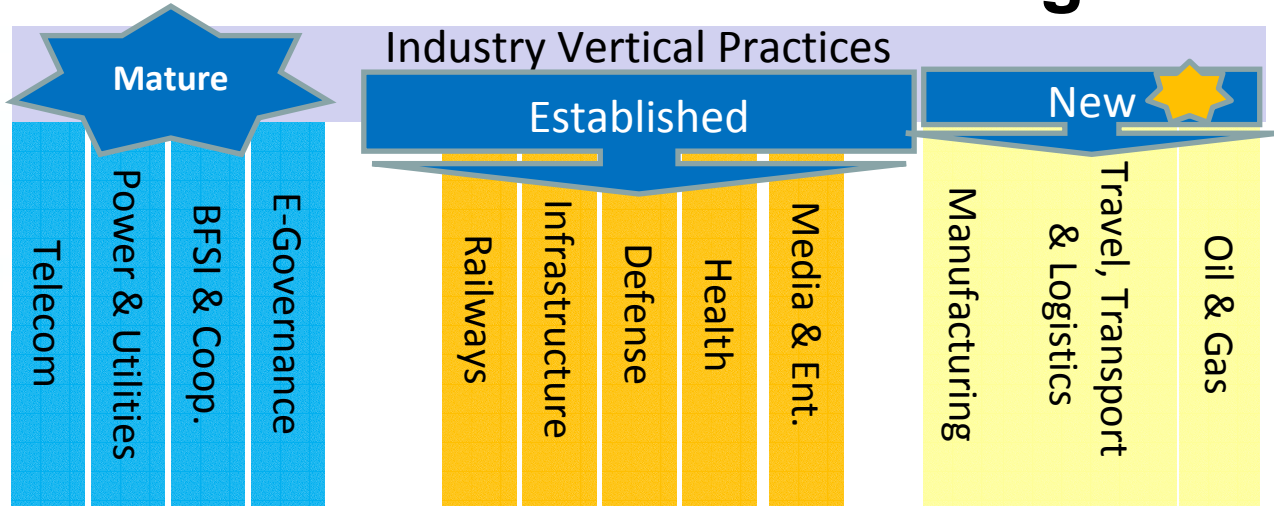 Industry Vertical Practices
Mature
Established
New
Telecom
Power & Utilities
BFSI & Coop.
E-Governance
Railways
Infrastructure
Defense
Health
Media & Ent.
Manufacturing
Travel, Transport
& Logistics
Oil & Gas